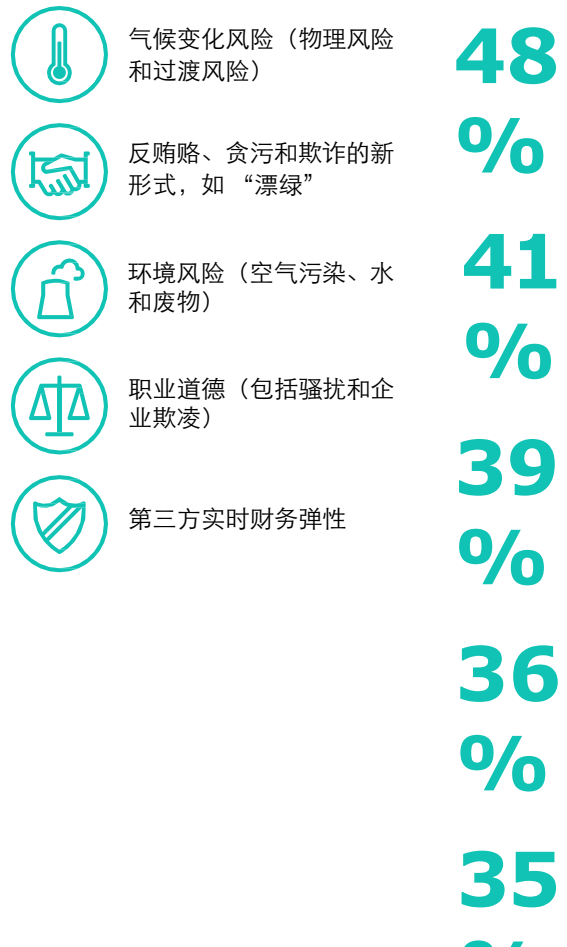 气候变化风险（物理风险
和过渡风险）
反贿赂、贪污和欺诈的新
形式，如 “漂绿”
环境风险（空气污染、水
和废物）
职业道德（包括骚扰和企
业欺凌）
第三方实时财务弹性
48
%
41
%
39
%
36
%
35
%